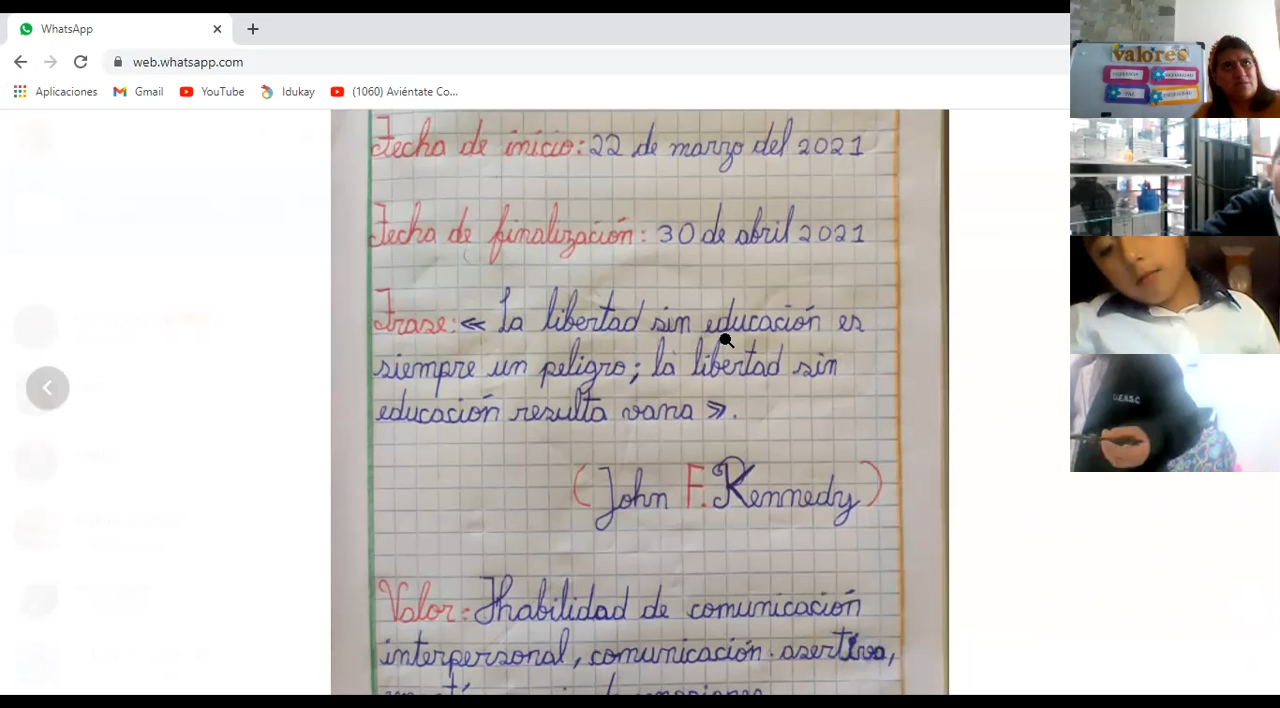 WhatsApp
web.whatsapp.com
Aplicaciones
Gmail
YouTube
Idukay
(1060) Aviéntate Co...
Fecha de inicio: 22 de marzo del 2021
Fecha de finalización: 30 de abril 2021
Frase: « La libertad sin educación es
siempre un peligro; la libertad sin
educación resulta vana ».
(John F. Kennedy)
Valor: Habilidad de comunicación
interpersonal, comunicación asertiva,
valores
PAZ